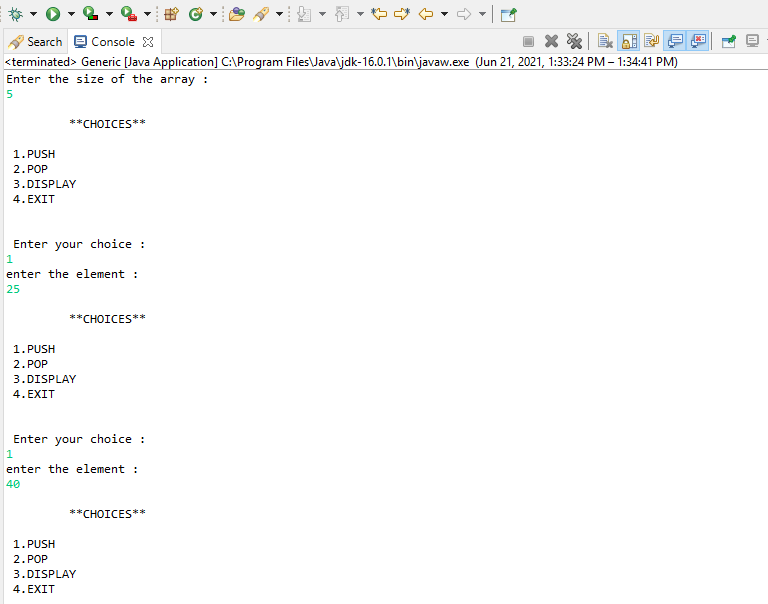 Search Console
<terminated> Generic [Java Application] C:\Program Files\Java\jdk-16.0.1\bin\javaw.exe (Jun 21, 2021, 1:33:24 PM – 1:34:41 PM)
Enter the size of the array :
5
**CHOICES**
1.PUSH
2.POP
3.DISPLAY
4.EXIT
Enter your choice :
1
enter the element :
25
**CHOICES**
1.PUSH
2.POP
3.DISPLAY
4.EXIT
Enter your choice :
1
enter the element :
40
**CHOICES**
1.PUSH
2.POP
3.DISPLAY
4.EXIT